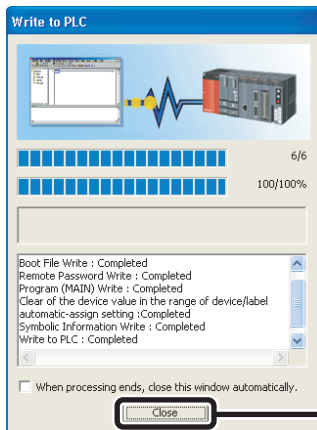 Write to PLC
6/6
100/100%
Boot File Write : Completed
Remote Password Write : Completed
Program (MAIN) Write : Completed
Clear of the device value in the range of device/label
automatic-assign setting :Completed
Symbolic Information Write : Completed
Write to PLC : Completed
When processing ends, close this window automatically.
Close